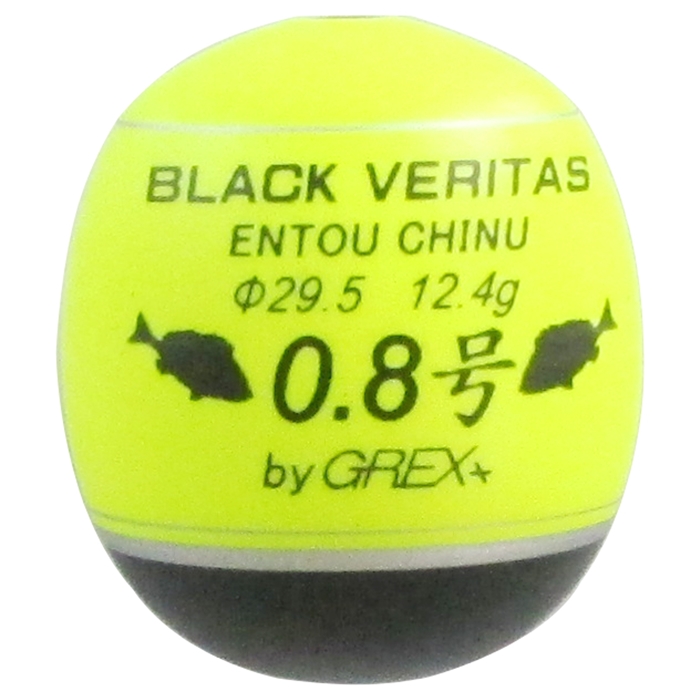 BLACK VERITAS
ENTOU CHINU
Φ29.5 12.4g
0.8号
by GREX+